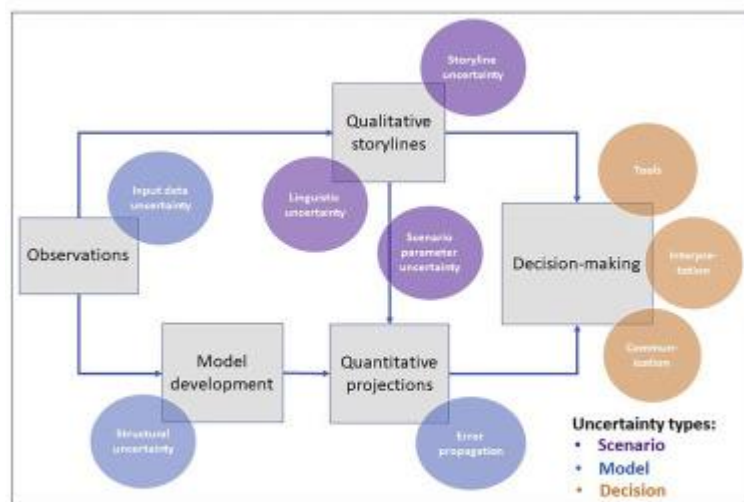 Storyline
uncertainty
Qualitative
storylines
Tools
Input data
uncertainty
Linguistic
uncertainty
Scenario
parameter
uncertainty
Observations
Decision-making
Interpre-
tation
Model
development
Quantitative
projections
Commun-
ication
Structural
uncertainty
Error
propagation
Uncertainty types:
• Scenario
• Model
• Decision